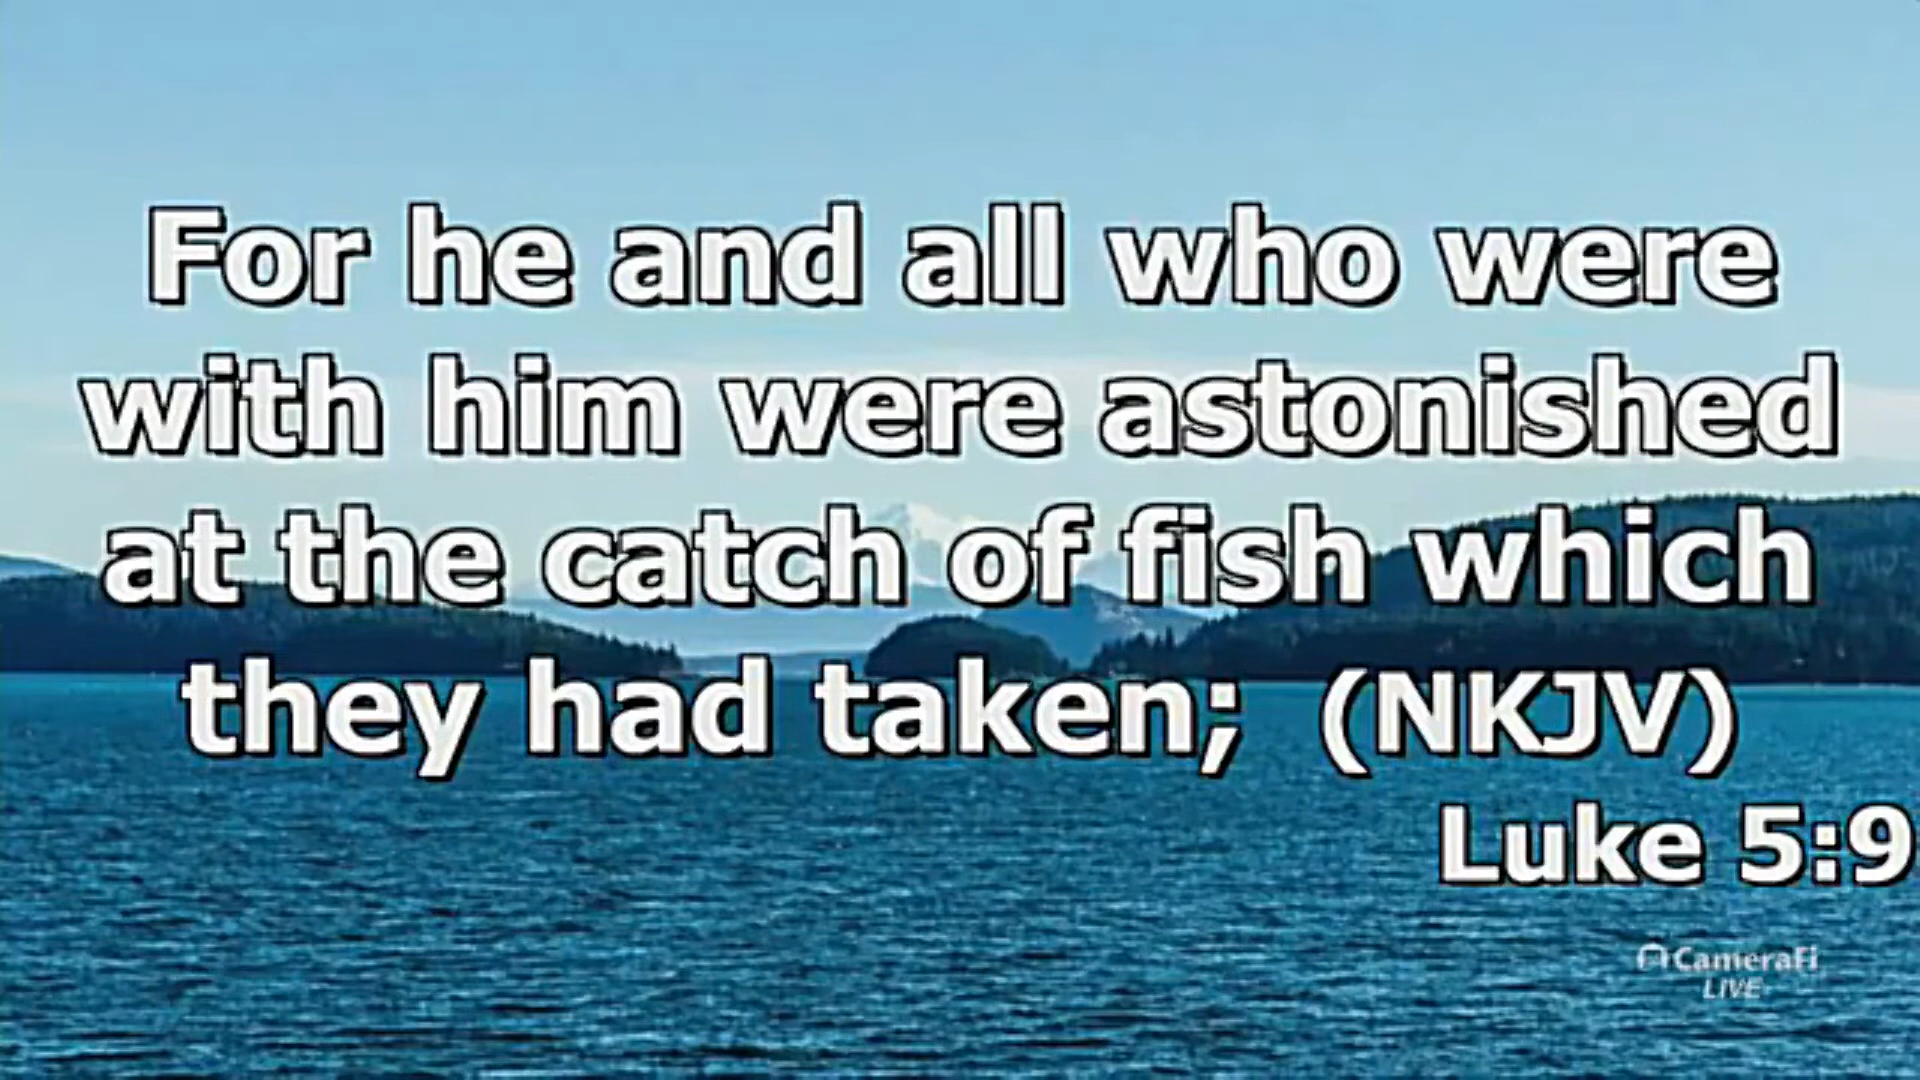 For he and all who were
with him were astonished
at the catch of fish which
they had taken; (NKJV)
Luke 5:9
CameraFi
LIVE